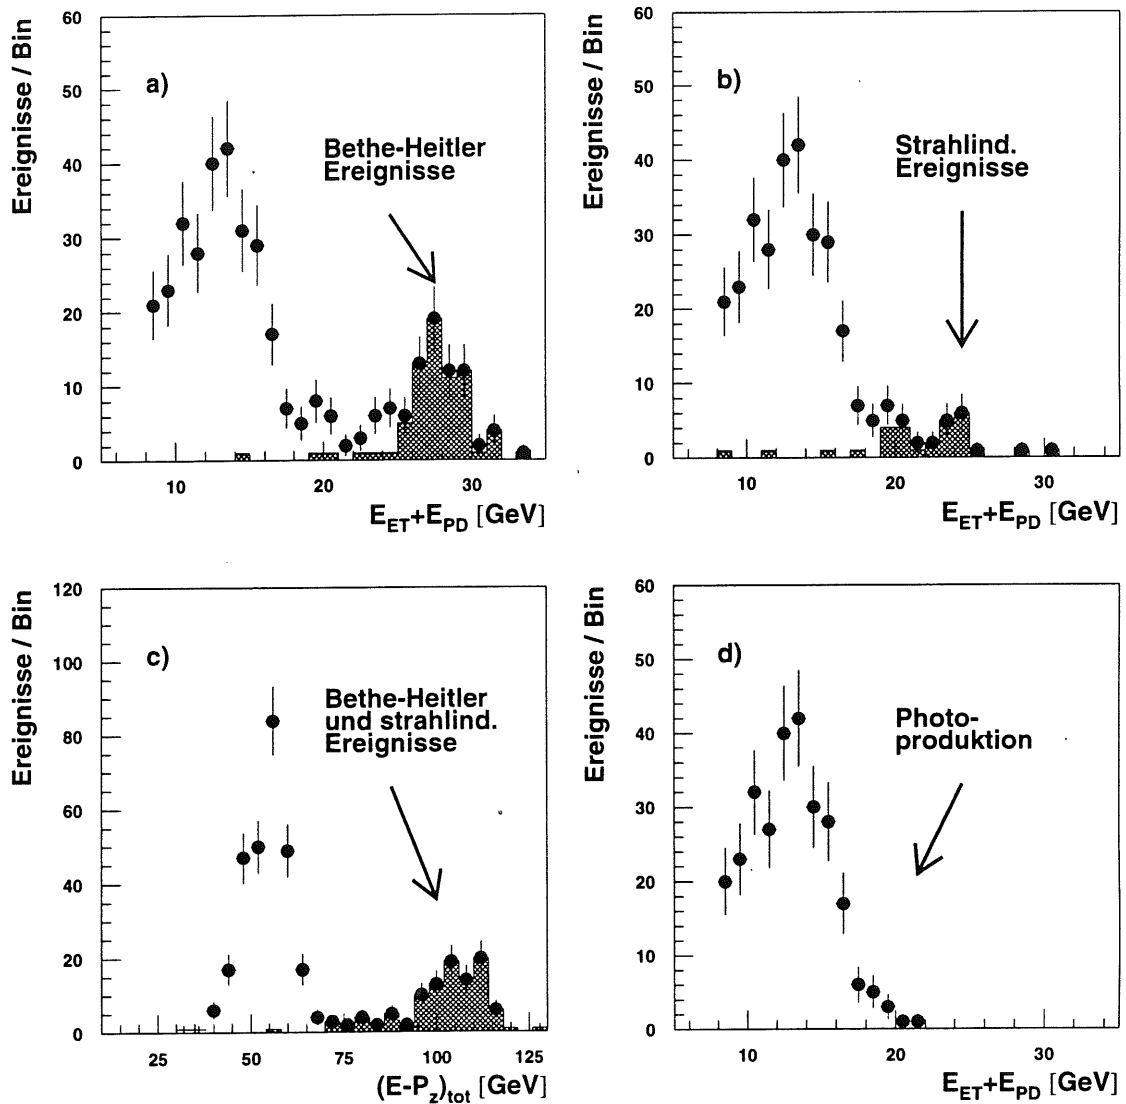 Ereignisse / Bin
60
50
40
30
20
10
0
a)
Bethe-Heitler
Ereignisse
10
20
30
E_ET+E_PD [GeV]
Ereignisse / Bin
60
50
40
30
20
10
0
b)
Strahlind.
Ereignisse
10
20
30
E_ET+E_PD [GeV]
Ereignisse / Bin
120
100
80
60
40
20
0
c)
Bethe-Heitler
und strahlind.
Ereignisse
25
50
75
100
125
(E-P_z)_tot [GeV]
Ereignisse / Bin
60
50
40
30
20
10
0
d)
Photo-
produktion
10
20
30
E_ET+E_PD [GeV]